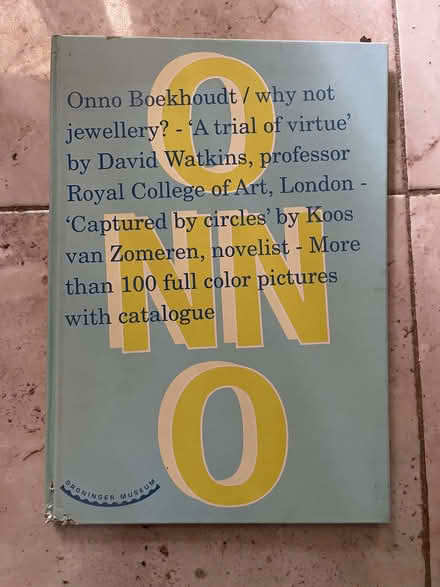 Onno Boekhoudt / why not
jewellery? - ‘A trial of virtue’
by David Watkins, professor
Royal College of Art, London -
‘Captured by circles’ by Koos
van Zomeren, novelist - More
than 100 full color pictures
with catalogue
O
NN
O
GRONINGER MUSEUM